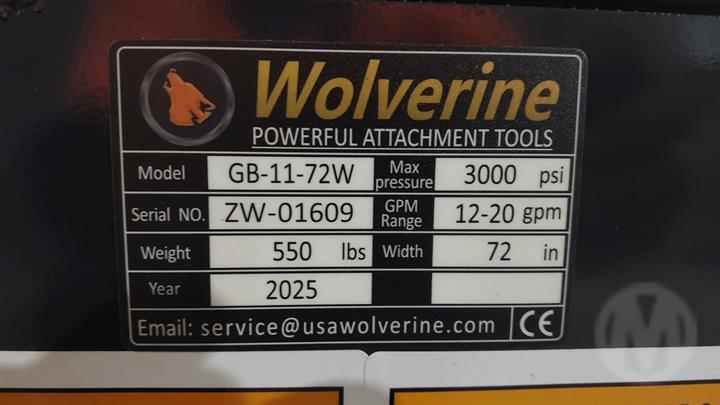 Wolverine
POWERFUL ATTACHMENT TOOLS
Model GB-11-72W Max pressure 3000 psi
Serial NO. ZW-01609 GPM Range 12-20 gpm
Weight 550 lbs Width 72 in
Year 2025
Email: service@usawolverine.com CE
M